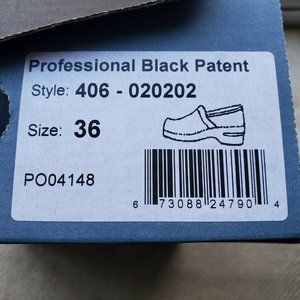 Professional Black Patent
Style: 406 - 020202
Size: 36
PO04148
6 73088 24790 4